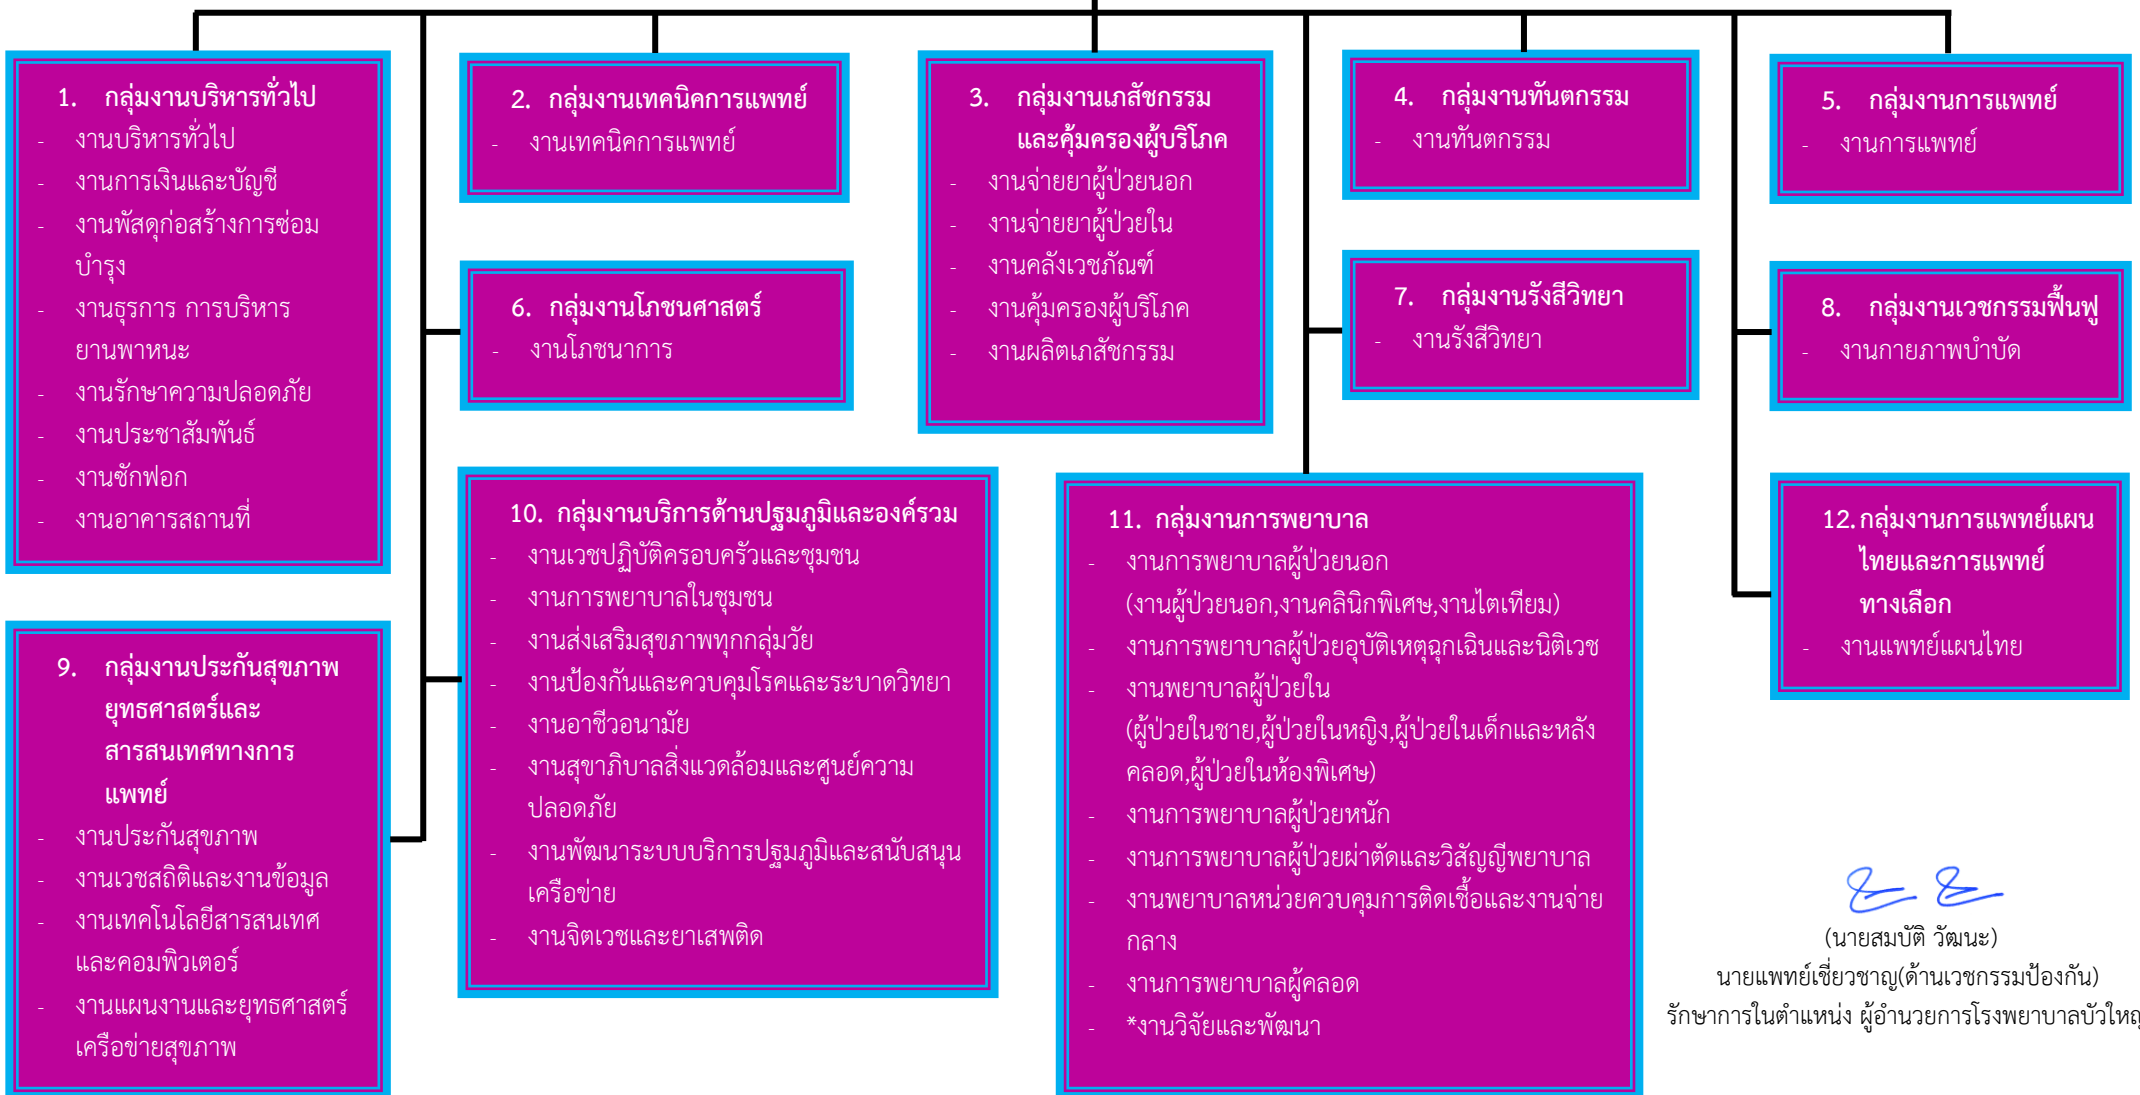 1. กลุ่มงานบริหารทั่วไป
- งานบริหารทั่วไป
- งานการเงินและบัญชี
- งานพัสดุก่อสร้างการซ่อม
บำรุง
- งานธุรการ การบริหาร
ยานพาหนะ
- งานรักษาความปลอดภัย
- งานประชาสัมพันธ์
- งานซักฟอก
- งานอาคารสถานที่
2. กลุ่มงานเทคนิคการแพทย์
- งานเทคนิคการแพทย์
3. กลุ่มงานเภสัชกรรม
และคุ้มครองผู้บริโภค
- งานจ่ายยาผู้ป่วยนอก
- งานจ่ายยาผู้ป่วยใน
- งานคลังเวชภัณฑ์
- งานคุ้มครองผู้บริโภค
- งานผลิตเภสัชกรรม
4. กลุ่มงานทันตกรรม
- งานทันตกรรม
5. กลุ่มงานการแพทย์
- งานการแพทย์
6. กลุ่มงานโภชนศาสตร์
- งานโภชนาการ
7. กลุ่มงานรังสีวิทยา
- งานรังสีวิทยา
8. กลุ่มงานเวชกรรมฟื้นฟู
- งานกายภาพบำบัด
9. กลุ่มงานประกันสุขภาพ
ยุทธศาสตร์และ
สารสนเทศทางการ
แพทย์
- งานประกันสุขภาพ
- งานเวชสถิติและงานข้อมูล
- งานเทคโนโลยีสารสนเทศ
และคอมพิวเตอร์
- งานแผนงานและยุทธศาสตร์
เครือข่ายสุขภาพ
10. กลุ่มงานบริการด้านปฐมภูมิและองค์รวม
- งานเวชปฏิบัติครอบครัวและชุมชน
- งานการพยาบาลในชุมชน
- งานส่งเสริมสุขภาพทุกกลุ่มวัย
- งานป้องกันและควบคุมโรคและระบาดวิทยา
- งานอาชีวอนามัย
- งานสุขาภิบาลสิ่งแวดล้อมและศูนย์ความ
ปลอดภัย
- งานพัฒนาระบบบริการปฐมภูมิและสนับสนุน
เครือข่าย
- งานจิตเวชและยาเสพติด
11. กลุ่มงานการพยาบาล
- งานการพยาบาลผู้ป่วยนอก
(งานผู้ป่วยนอก,งานคลินิกพิเศษ,งานไตเทียม)
- งานการพยาบาลผู้ป่วยอุบัติเหตุฉุกเฉินและนิติเวช
- งานพยาบาลผู้ป่วยใน
(ผู้ป่วยในชาย,ผู้ป่วยในหญิง,ผู้ป่วยในเด็กและหลัง
คลอด,ผู้ป่วยในห้องพิเศษ)
- งานการพยาบาลผู้ป่วยหนัก
- งานการพยาบาลผู้ป่วยผ่าตัดและวิสัญญีพยาบาล
- งานพยาบาลหน่วยควบคุมการติดเชื้อและงานจ่าย
กลาง
- งานการพยาบาลผู้คลอด
- *งานวิจัยและพัฒนา
12. กลุ่มงานการแพทย์แผน
ไทยและการแพทย์
ทางเลือก
- งานแพทย์แผนไทย
(นายสมบัติ วัฒนะ)
นายแพทย์เชี่ยวชาญ(ด้านเวชกรรมป้องกัน)
รักษาการในตำแหน่ง ผู้อำนวยการโรงพยาบาลบัวใหญ